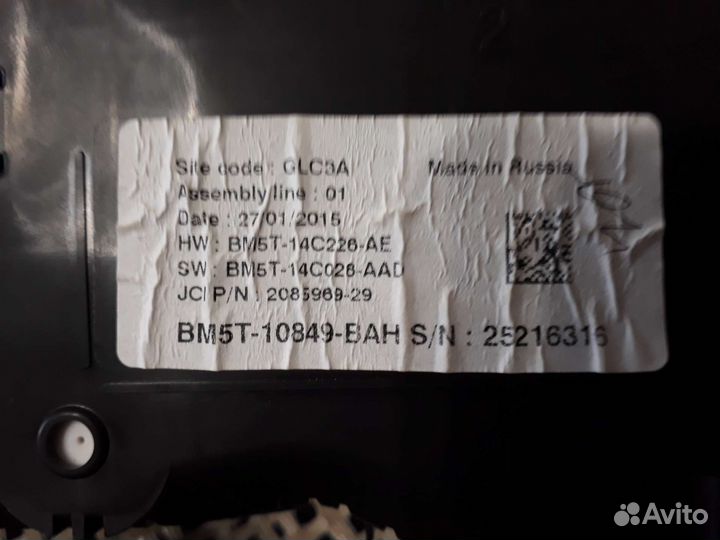 Site code : GLC3A
Made in Russia
Assembly line : 01
Date : 27/01/2015
HW : BM5T-14C226-AE
SW : BM5T-14C026-AAD
JCI P/N : 2085969-29
BM5T-10849-BAH S/N : 25216316
Avito